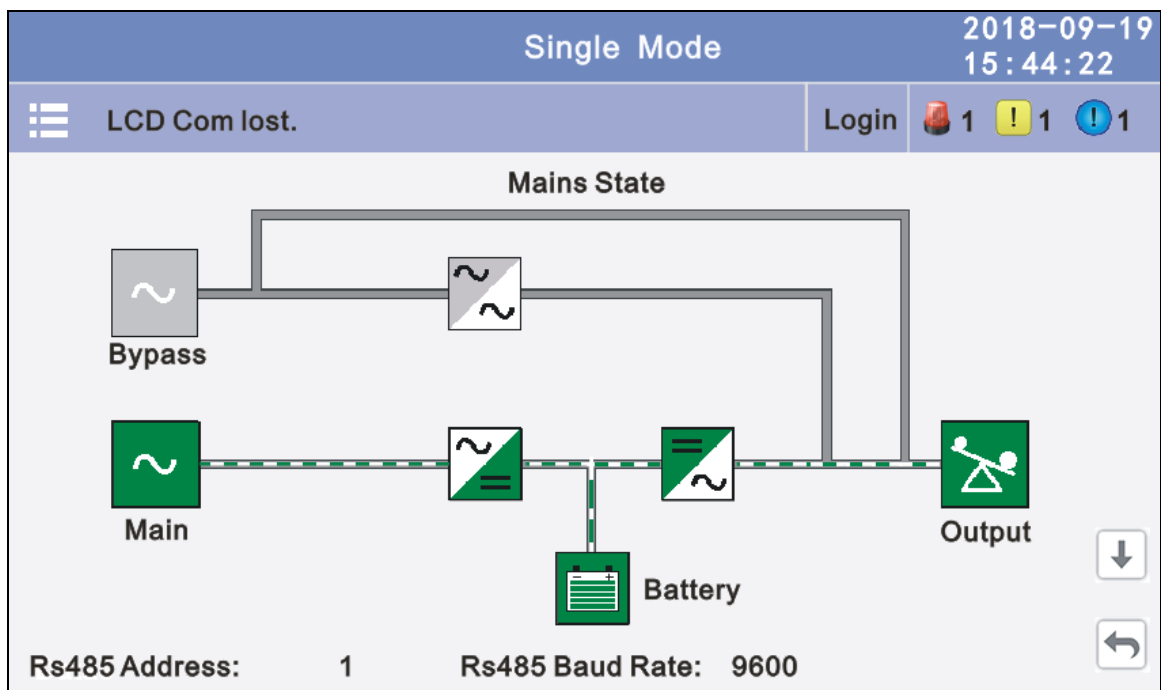 Single Mode
2018-09-19
15:44:22
LCD Com lost.
Login
1
! 1
! 1
Mains State
Bypass
Main
Output
Battery
Rs485 Address: 1
Rs485 Baud Rate: 9600